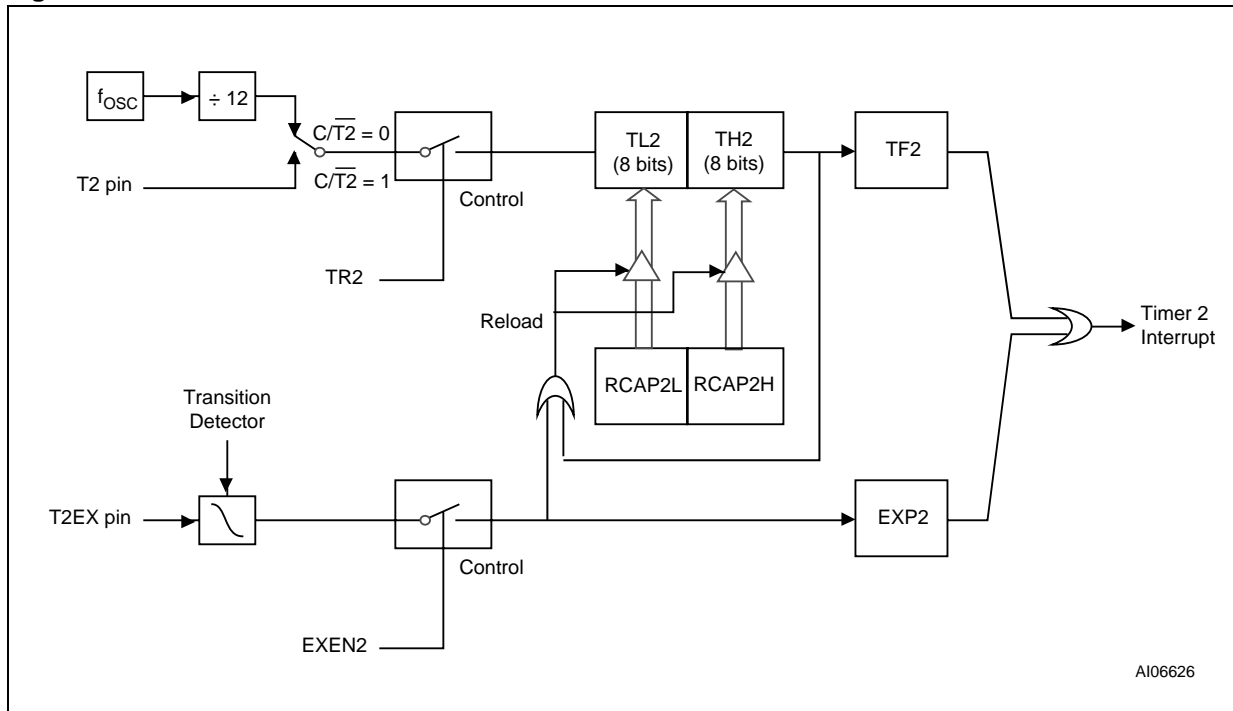 fOSC
÷ 12
C/T2 = 0
C/T2 = 1
T2 pin
Control
TR2
TL2
(8 bits)
TH2
(8 bits)
TF2
Reload
RCAP2L
RCAP2H
Timer 2
Interrupt
Transition
Detector
T2EX pin
Control
EXEN2
EXP2
AI06626